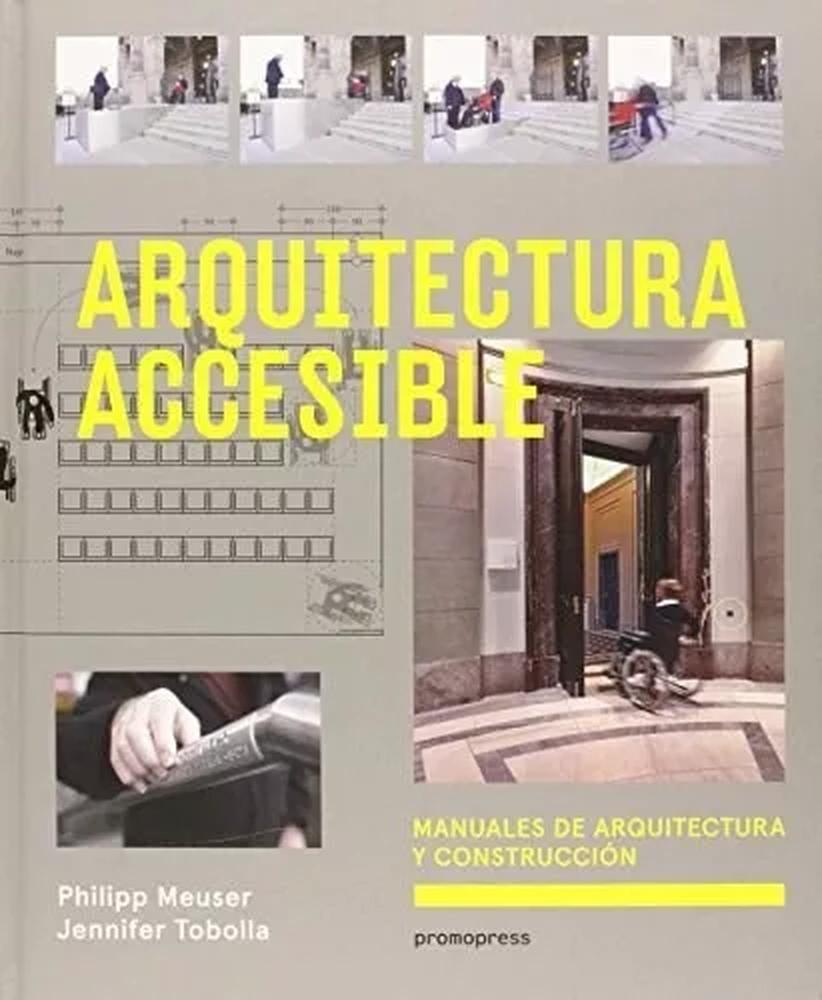 ARQUITECTURA
ACCESIBLE
MANUALES DE ARQUITECTURA
Y CONSTRUCCIÓN
Philipp Meuser
Jennifer Tobolla
promopress